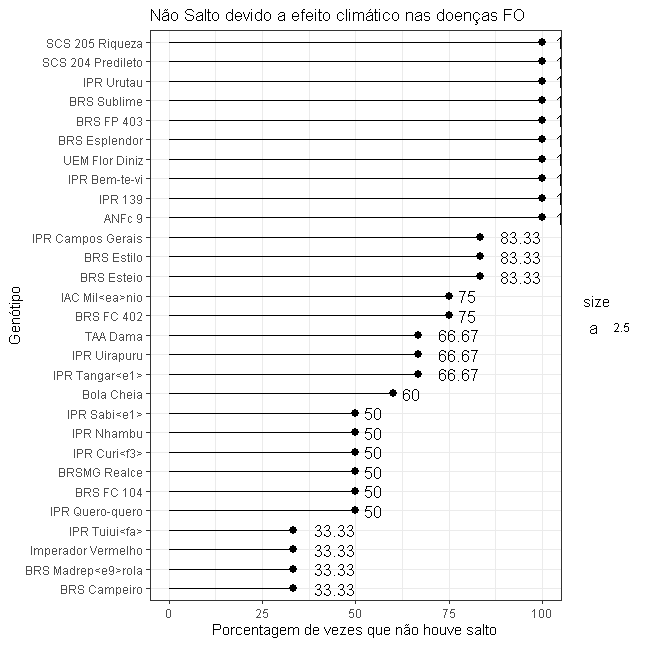 Não Salto devido a efeito climático nas doenças FO
Genótipo
SCS 205 Riqueza 1
SCS 204 Predileto 1
IPR Urutau 1
BRS Sublime 1
BRS FP 403 1
BRS Esplendor 1
UEM Flor Diniz 1
IPR Bem-te-vi 1
IPR 139 1
ANFc 9 1
IPR Campos Gerais 83.33
BRS Estilo 83.33
BRS Esteio 83.33
IAC Mil<ea>nio 75
BRS FC 402 75
TAA Dama 66.67
IPR Uirapuru 66.67
IPR Tangar<e1> 66.67
Bola Cheia 60
IPR Sabi<e1> 50
IPR Nhambu 50
IPR Curi<f3> 50
BRSMG Realce 50
BRS FC 104 50
IPR Quero-quero 50
IPR Tuiui<fa> 33.33
Imperador Vermelho 33.33
BRS Madrep<e9>rola 33.33
BRS Campeiro 33.33
0 25 50 75 100
Porcentagem de vezes que não houve salto
size
a 2.5